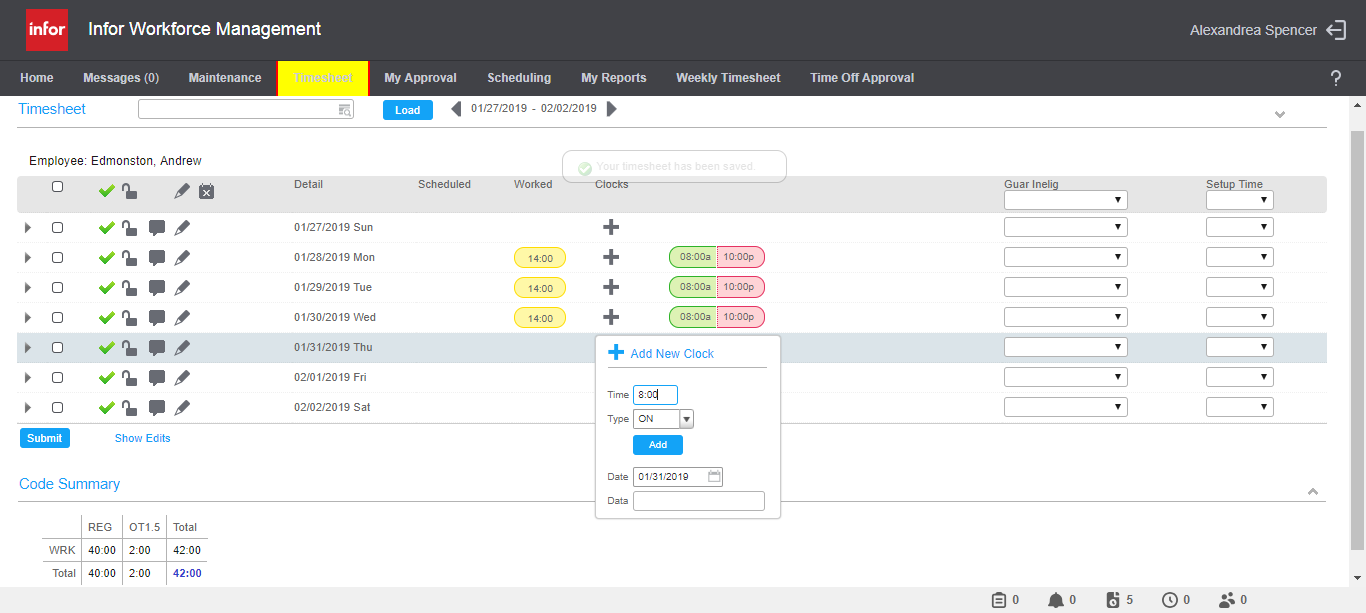 infor Infor Workforce Management Alexandrea Spencer
Home Messages (0) Maintenance Timesheet My Approval Scheduling My Reports Weekly Timesheet Time Off Approval ?
Timesheet Load 01/27/2019 - 02/02/2019
Employee: Edmonston, Andrew
Your timesheet has been saved
Detail Scheduled Worked Clocks Guar Inelig Setup Time
01/27/2019 Sun
01/28/2019 Mon 14:00 08:00a 10:00p
01/29/2019 Tue 14:00 08:00a 10:00p
01/30/2019 Wed 14:00 08:00a 10:00p
01/31/2019 Thu
02/01/2019 Fri
02/02/2019 Sat
Add New Clock
Time 8:00
Type ON
Add
Date 01/31/2019
Data
Submit Show Edits
Code Summary
REG OT1.5 Total
WRK 40:00 2:00 42:00
Total 40:00 2:00 42:00
0 0 5 0 0